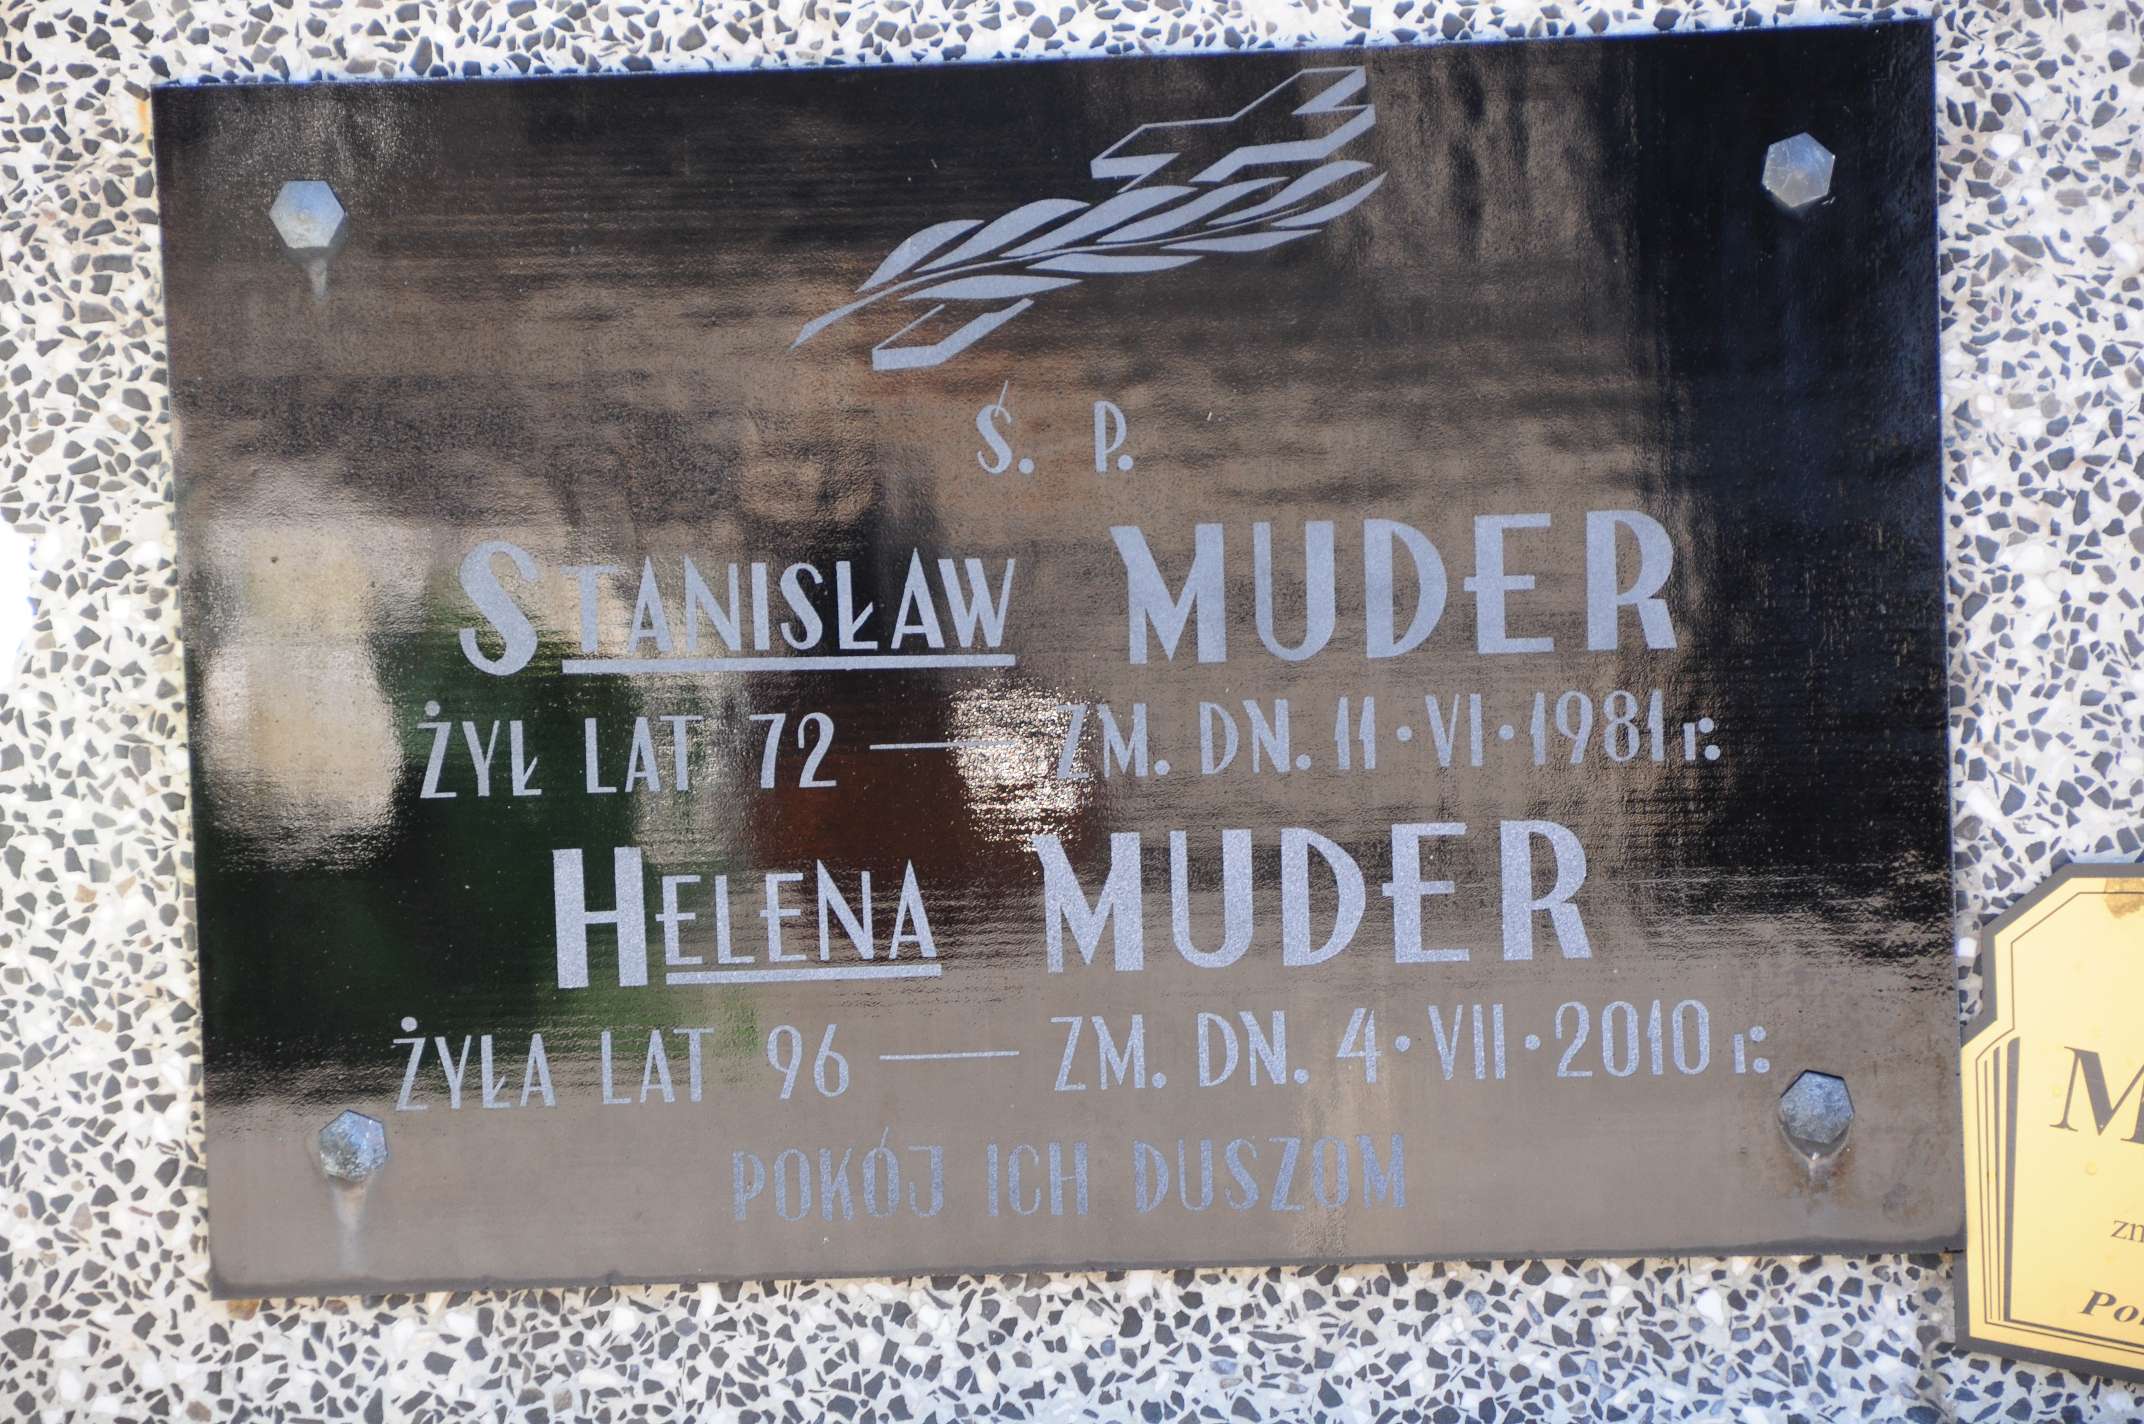 Ś. P.
STANISŁAW MUDER
ŻYŁ LAT 72 — ZM. DN. 11·VI·1981 r.
HELENA MUDER
ŻYŁA LAT 96 — ZM. DN. 4·VII·2010 r.
POKÓJ ICH DUSZOM